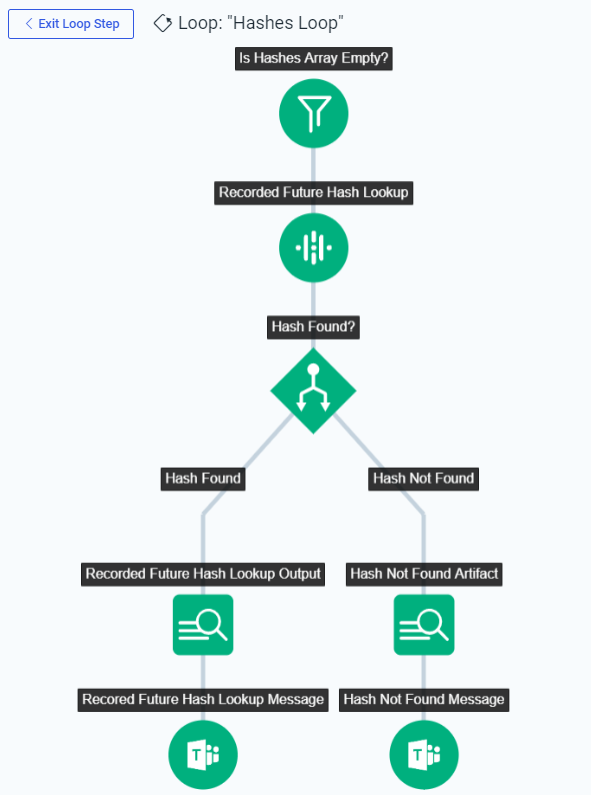 Exit Loop Step
Loop: "Hashes Loop"
Is Hashes Array Empty?
Recorded Future Hash Lookup
Hash Found?
Hash Found
Hash Not Found
Recorded Future Hash Lookup Output
Hash Not Found Artifact
Recored Future Hash Lookup Message
Hash Not Found Message
T
T